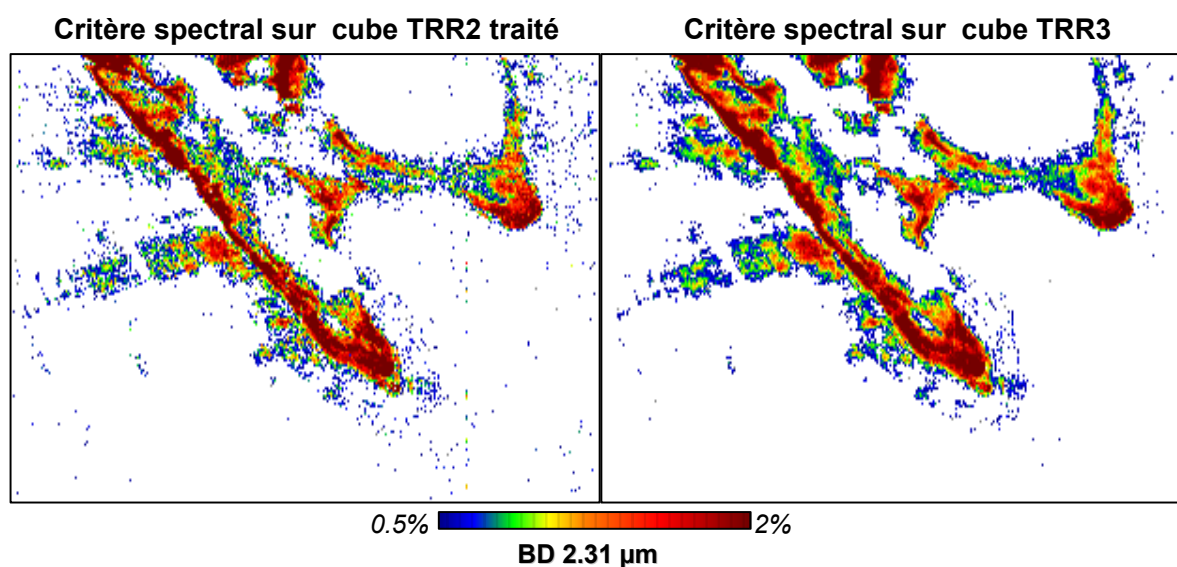 Critère spectral sur cube TRR2 traité
Critère spectral sur cube TRR3
0.5%
2%
BD 2.31 µm